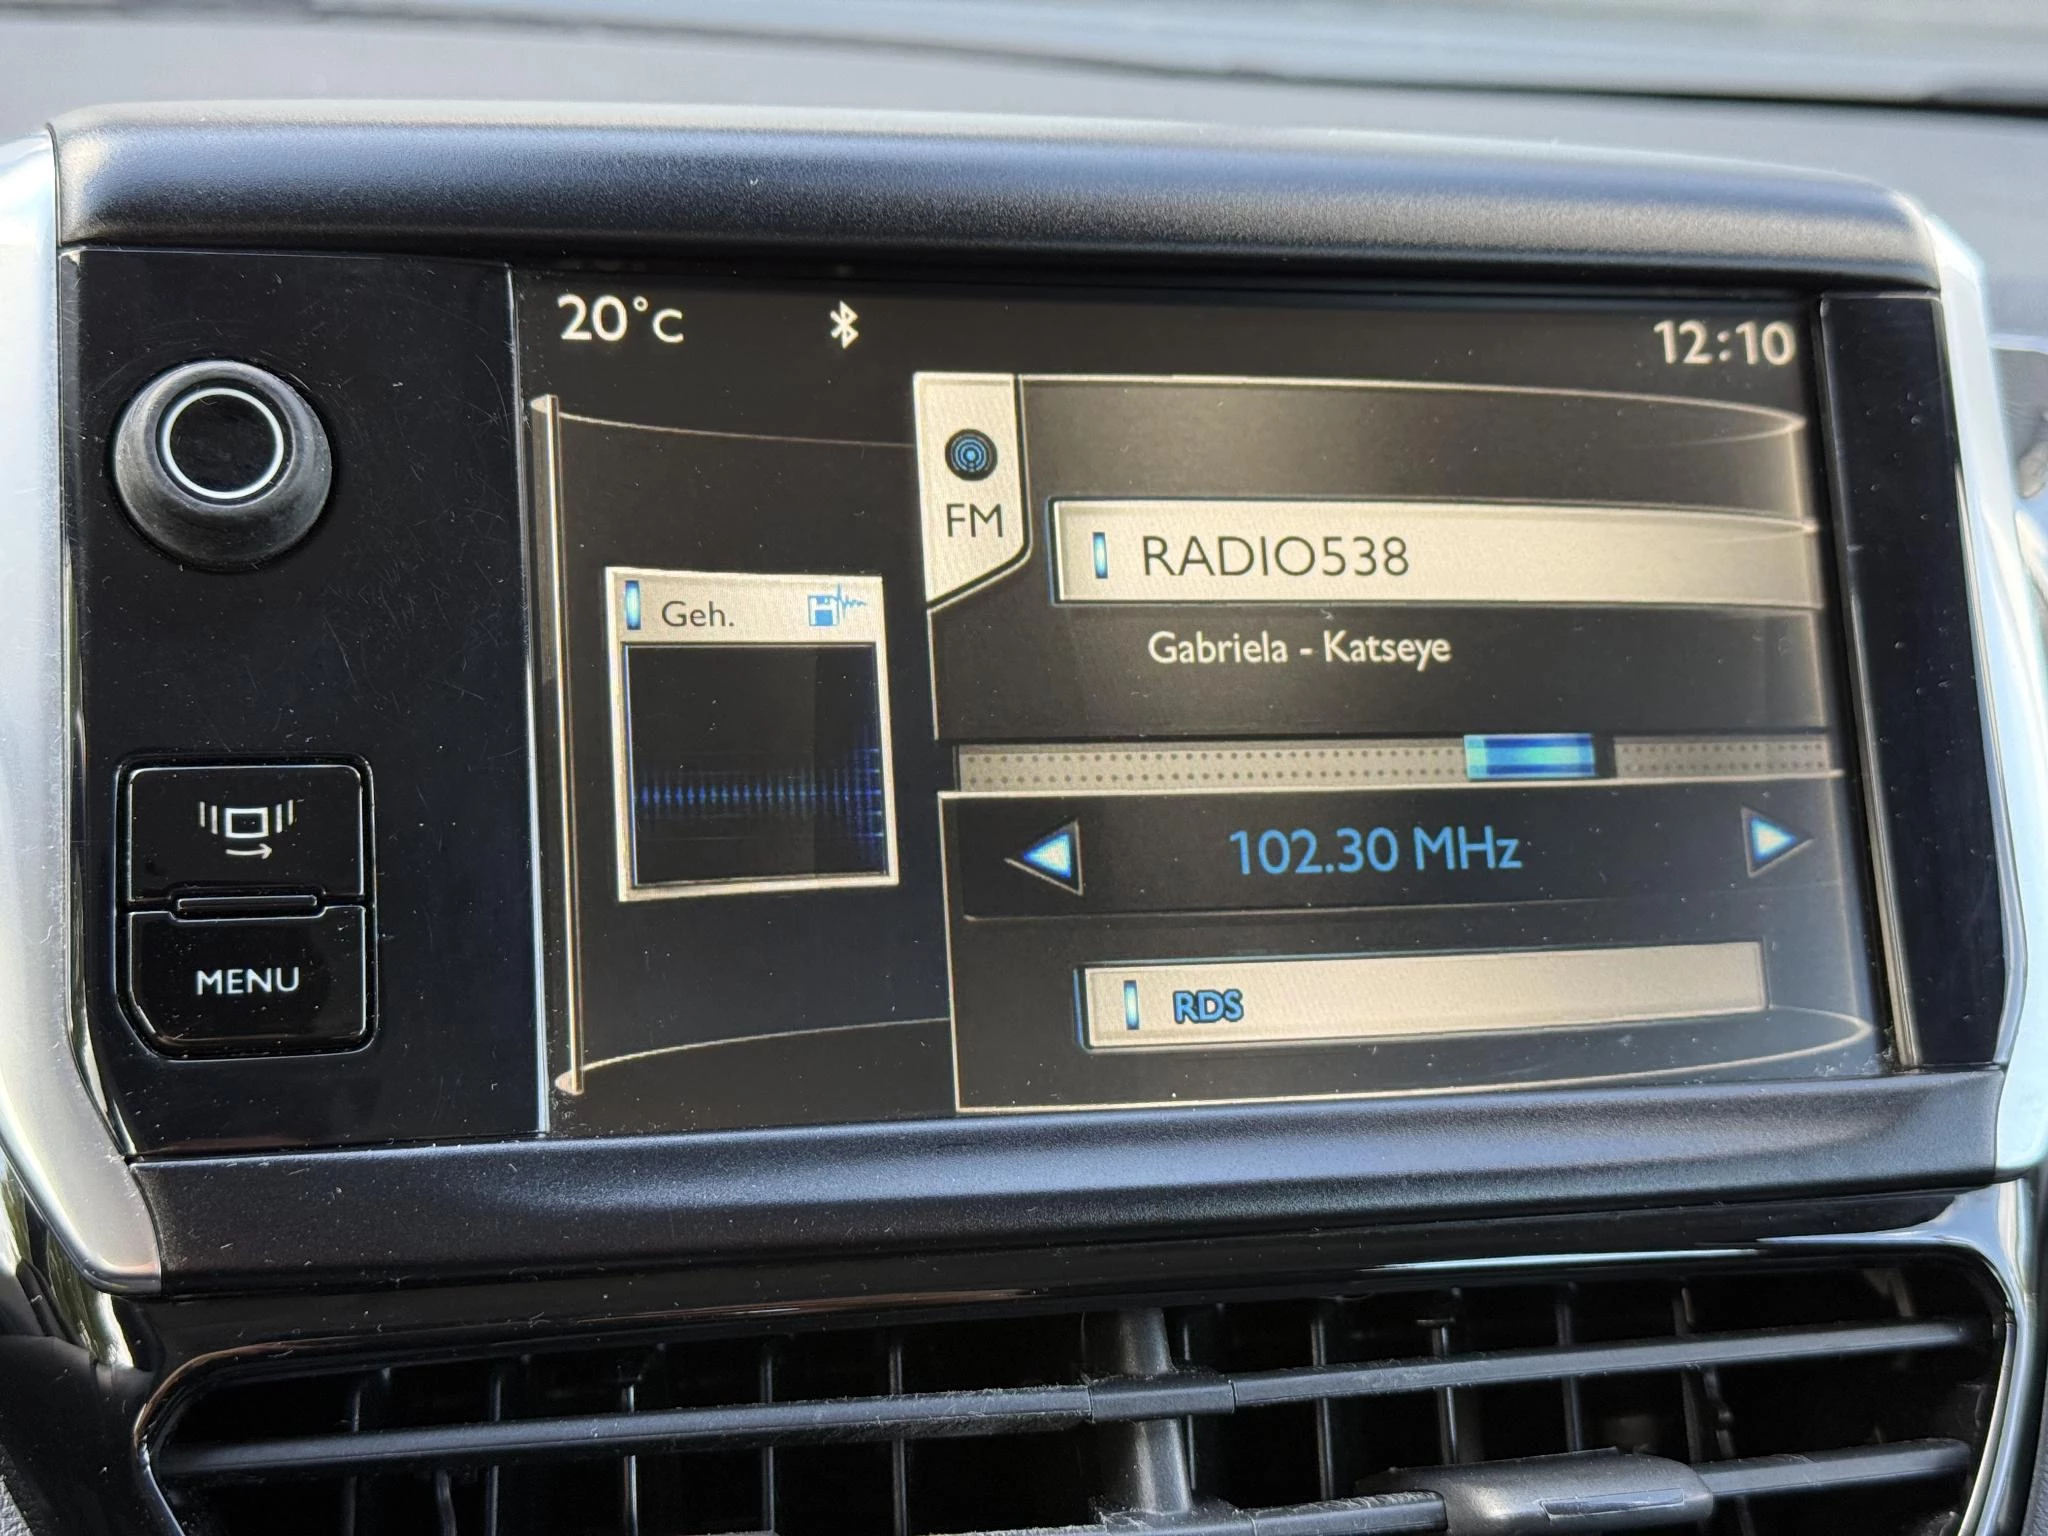 20°C
12:10
FM
RADIO538
Geh.
Gabriela - Katseye
102.30 MHz
MENU
RDS